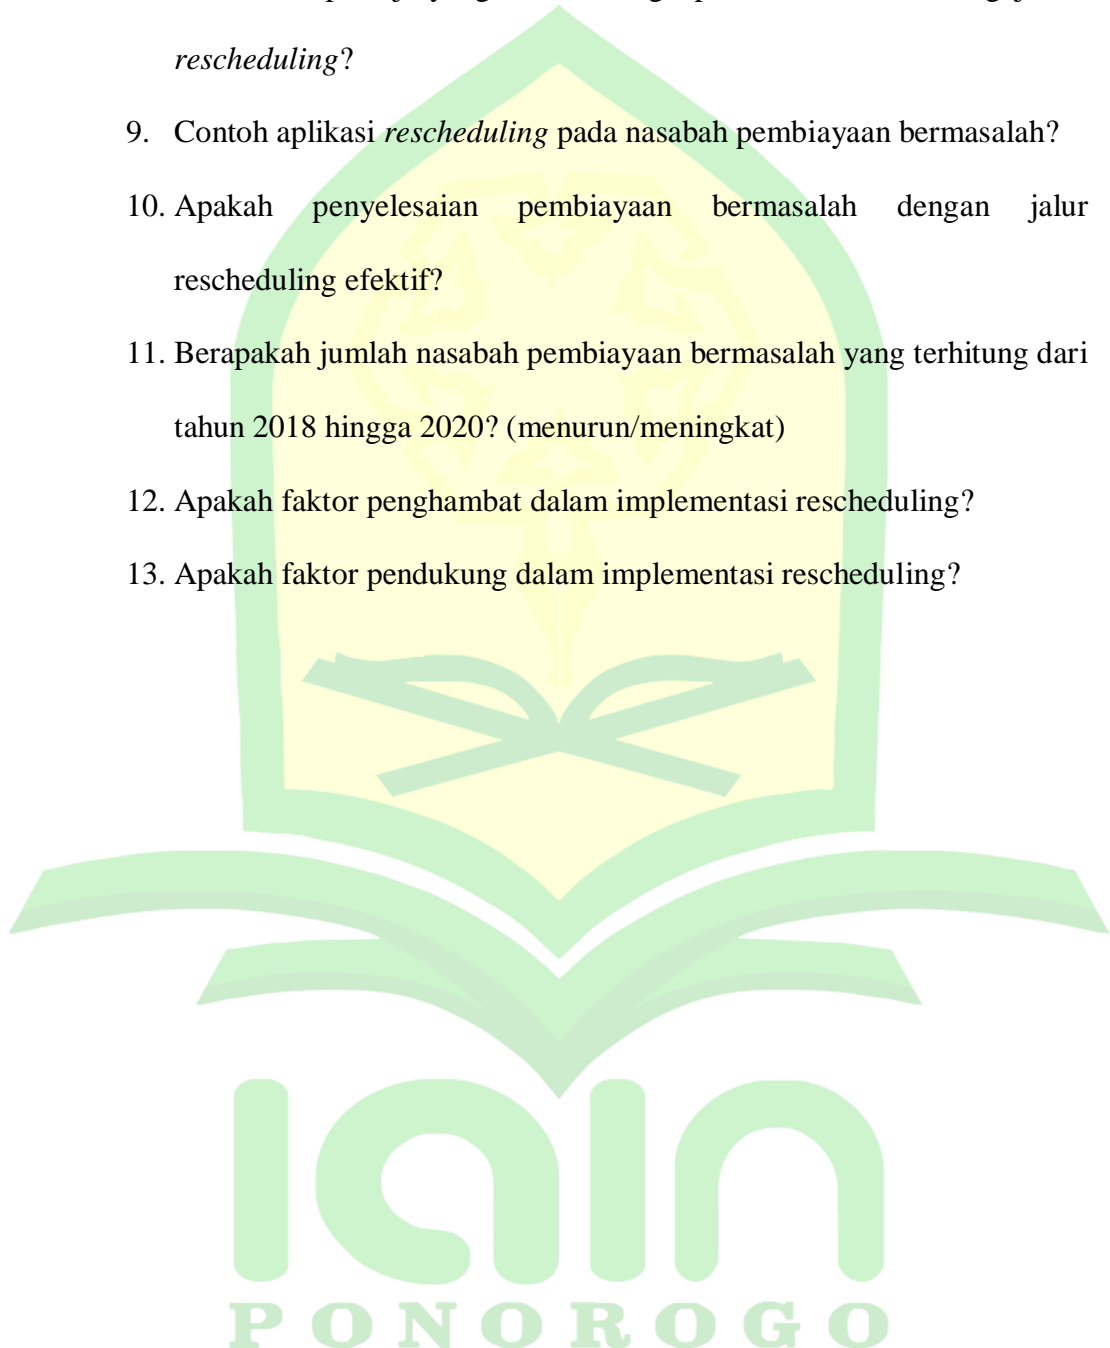 rescheduling?
9. Contoh aplikasi rescheduling pada nasabah pembiayaan bermasalah?
10. Apakah penyelesaian pembiayaan bermasalah dengan jalur
rescheduling efektif?
11. Berapakah jumlah nasabah pembiayaan bermasalah yang terhitung dari
tahun 2018 hingga 2020? (menurun/meningkat)
12. Apakah faktor penghambat dalam implementasi rescheduling?
13. Apakah faktor pendukung dalam implementasi rescheduling?
iain
PONOROGO